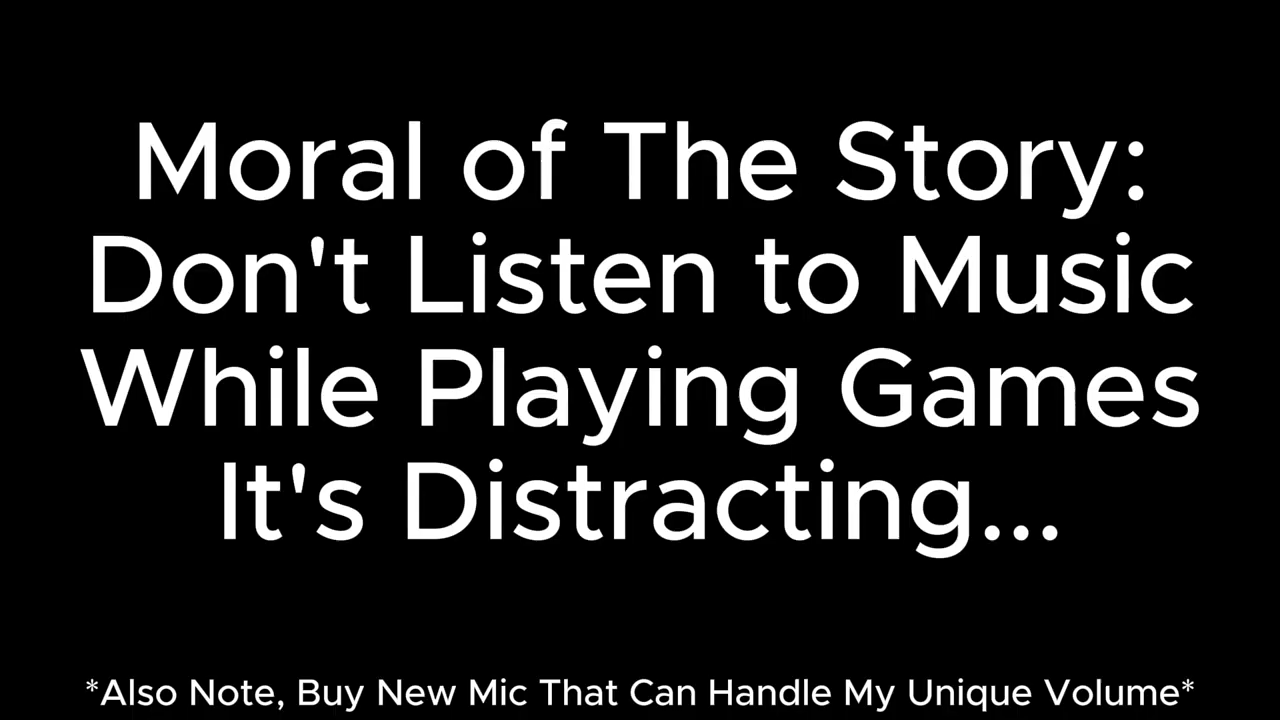 Moral of The Story:
Don't Listen to Music
While Playing Games
It's Distracting...
*Also Note, Buy New Mic That Can Handle My Unique Volume*